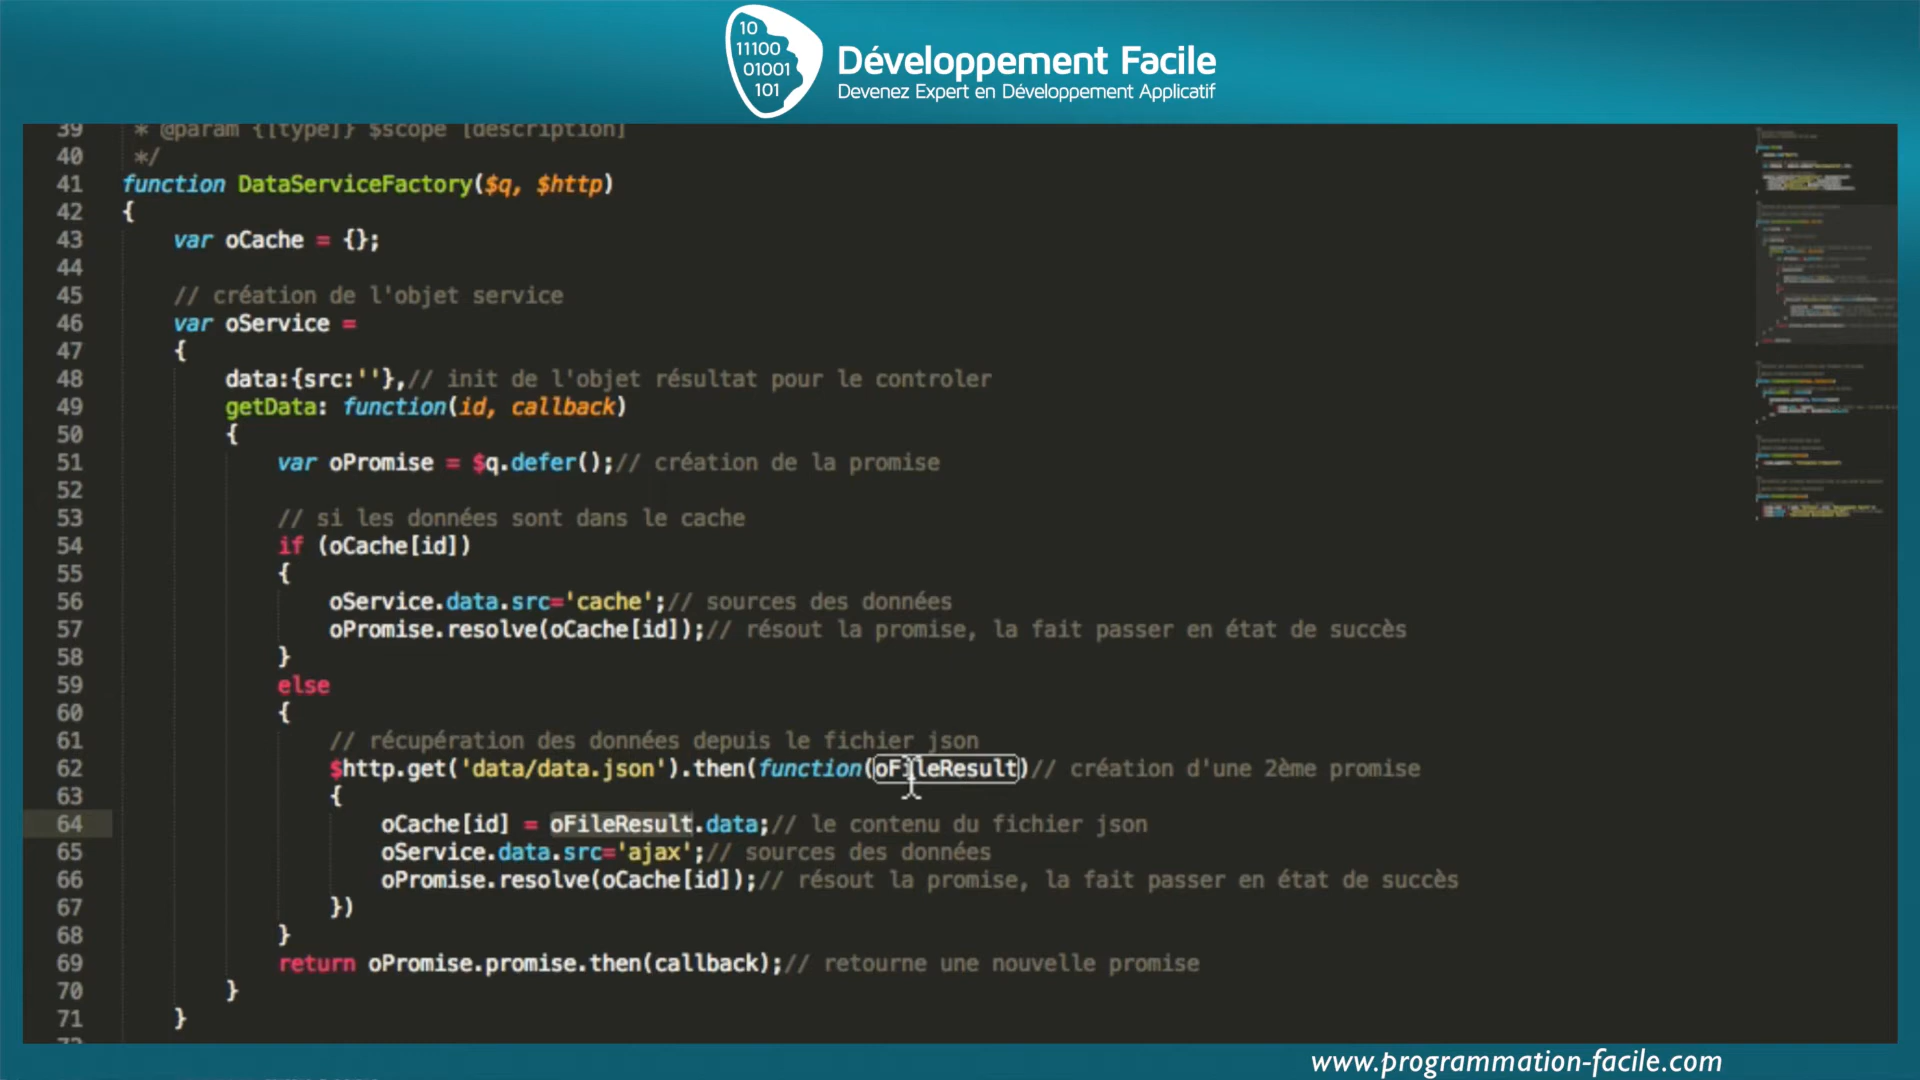 10
11100
01001
101
Développement Facile
Devenez Expert en Développement Applicatif
39 * @param {[type]} $scope [description]
40 */
41 function DataServiceFactory($q, $http)
42 {
43 var oCache = {};
44
45 // création de l'objet service
46 var oService =
47 {
48 data:{src:''},// init de l'objet résultat pour le controler
49 getData: function(id, callback)
50 {
51 var oPromise = $q.defer();// création de la promise
52
53 // si les données sont dans le cache
54 if (oCache[id])
55 {
56 oService.data.src='cache';// sources des données
57 oPromise.resolve(oCache[id]);// résout la promise, la fait passer en état de succès
58 }
59 else
60 {
61 // récupération des données depuis le fichier json
62 $http.get('data/data.json').then(function(oFileResult)// création d'une 2ème promise
63 {
64 oCache[id] = oFileResult.data;// le contenu du fichier json
65 oService.data.src='ajax';// sources des données
66 oPromise.resolve(oCache[id]);// résout la promise, la fait passer en état de succès
67 })
68 }
69 return oPromise.promise.then(callback);// retourne une nouvelle promise
70 }
71 }
www.programmation-facile.com